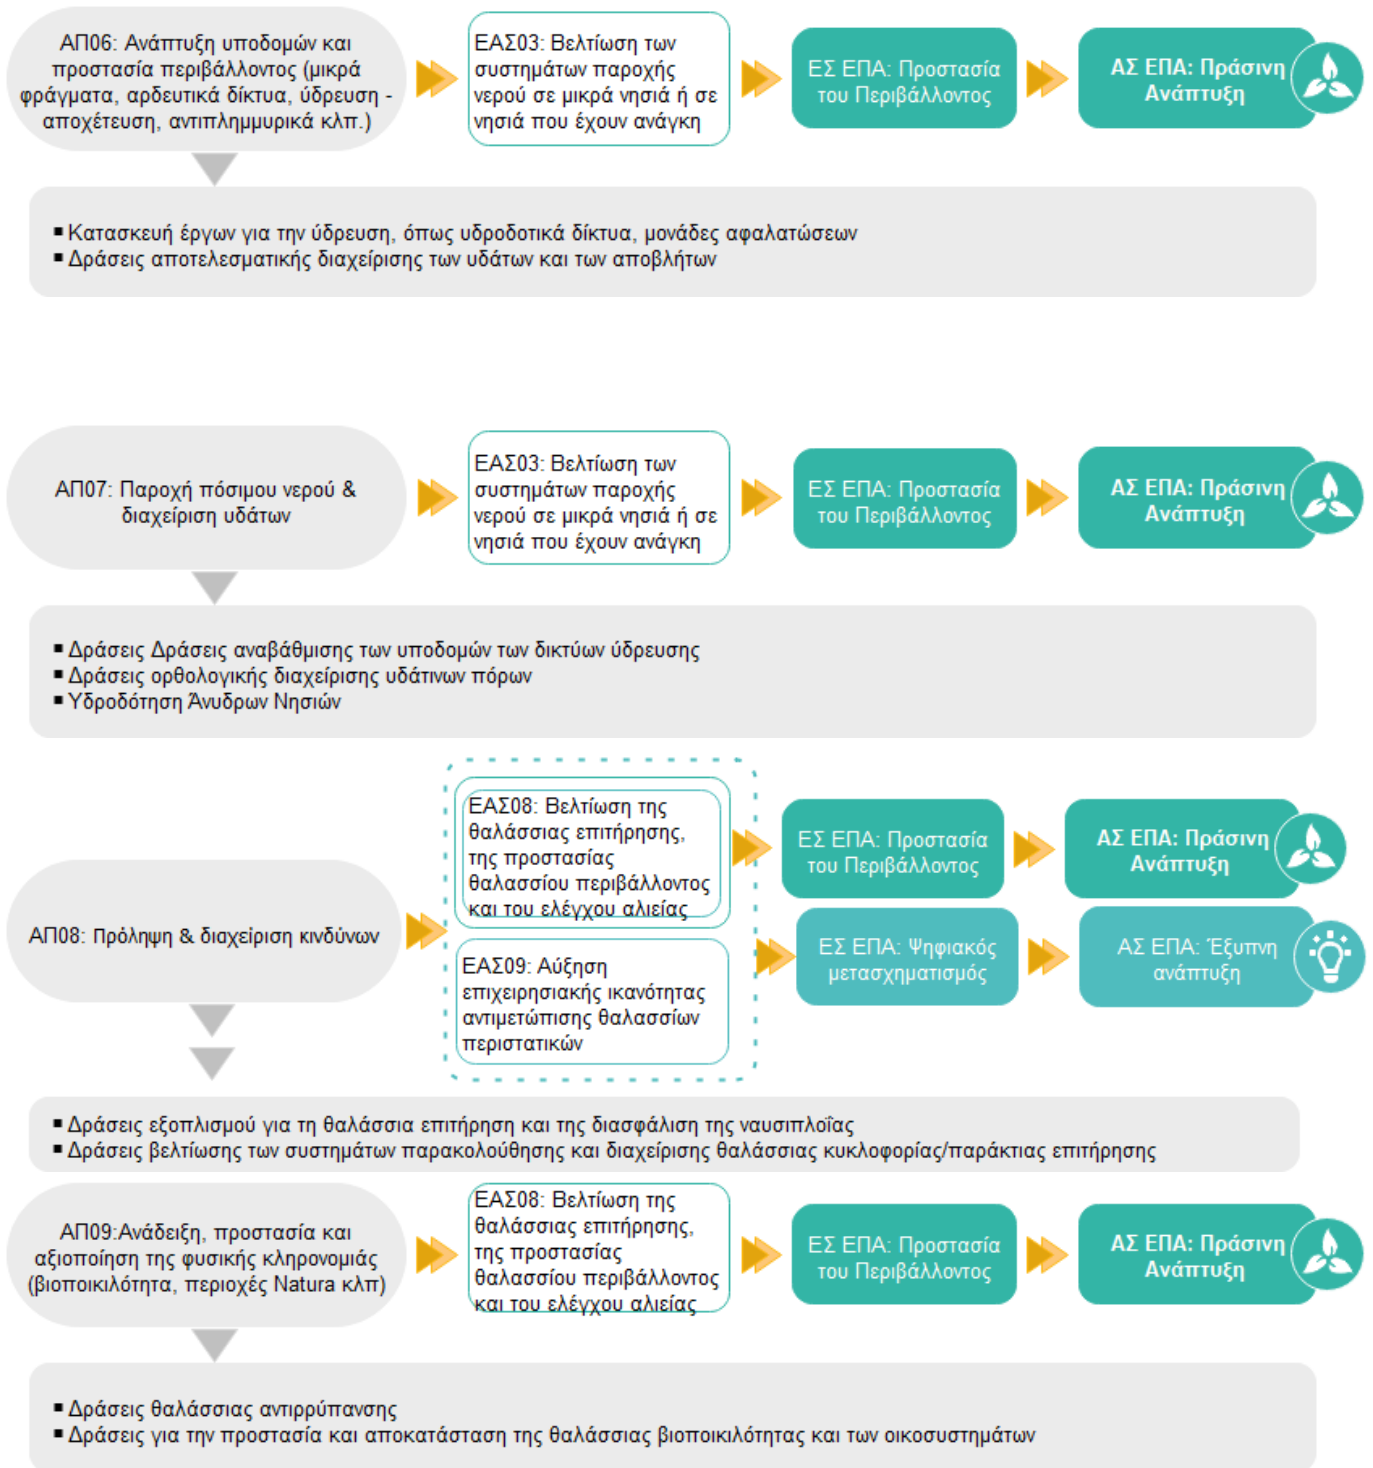 ΑΠ06: Ανάπτυξη υποδομών και
προστασία περιβάλλοντος (μικρά
φράγματα, αρδευτικά δίκτυα, ύδρευση -
αποχέτευση, αντιπλημμυρικά κλπ.)
ΕΑΣ03: Βελτίωση των
συστημάτων παροχής
νερού σε μικρά νησιά ή σε
νησιά που έχουν ανάγκη
ΕΣ ΕΠΑ: Προστασία
του Περιβάλλοντος
ΑΣ ΕΠΑ: Πράσινη
Ανάπτυξη
▪ Κατασκευή έργων για την ύδρευση, όπως υδροδοτικά δίκτυα, μονάδες αφαλατώσεων
▪ Δράσεις αποτελεσματικής διαχείρισης των υδάτων και των αποβλήτων
ΑΠ07: Παροχή πόσιμου νερού &
διαχείριση υδάτων
ΕΑΣ03: Βελτίωση των
συστημάτων παροχής
νερού σε μικρά νησιά ή σε
νησιά που έχουν ανάγκη
ΕΣ ΕΠΑ: Προστασία
του Περιβάλλοντος
ΑΣ ΕΠΑ: Πράσινη
Ανάπτυξη
▪ Δράσεις Δράσεις αναβάθμισης των υποδομών των δικτύων ύδρευσης
▪ Δράσεις ορθολογικής διαχείρισης υδάτινων πόρων
▪ Υδροδότηση Άνυδρων Νησιών
ΑΠ08: Πρόληψη & διαχείριση κινδύνων
ΕΑΣ08: Βελτίωση της
θαλάσσιας επιτήρησης,
της προστασίας
θαλασσίου περιβάλλοντος
και του ελέγχου αλιείας
ΕΑΣ09: Αύξηση
επιχειρησιακής ικανότητας
αντιμετώπισης θαλασσίων
περιστατικών
ΕΣ ΕΠΑ: Προστασία
του Περιβάλλοντος
ΑΣ ΕΠΑ: Πράσινη
Ανάπτυξη
ΕΣ ΕΠΑ: Ψηφιακός
μετασχηματισμός
ΑΣ ΕΠΑ: Έξυπνη
ανάπτυξη
▪ Δράσεις εξοπλισμού για τη θαλάσσια επιτήρηση και της διασφάλιση της ναυσιπλοΐας
▪ Δράσεις βελτίωσης των συστημάτων παρακολούθησης και διαχείρισης θαλάσσιας κυκλοφορίας/παράκτιας επιτήρησης
ΑΠ09:Ανάδειξη, προστασία και
αξιοποίηση της φυσικής κληρονομιάς
(βιοποικιλότητα, περιοχές Natura κλπ)
ΕΑΣ08: Βελτίωση της
θαλάσσιας επιτήρησης,
της προστασίας
θαλασσίου περιβάλλοντος
και του ελέγχου αλιείας
ΕΣ ΕΠΑ: Προστασία
του Περιβάλλοντος
ΑΣ ΕΠΑ: Πράσινη
Ανάπτυξη
▪ Δράσεις θαλάσσιας αντιρρύπανσης
▪ Δράσεις για την προστασία και αποκατάσταση της θαλάσσιας βιοποικιλότητας και των οικοσυστημάτων